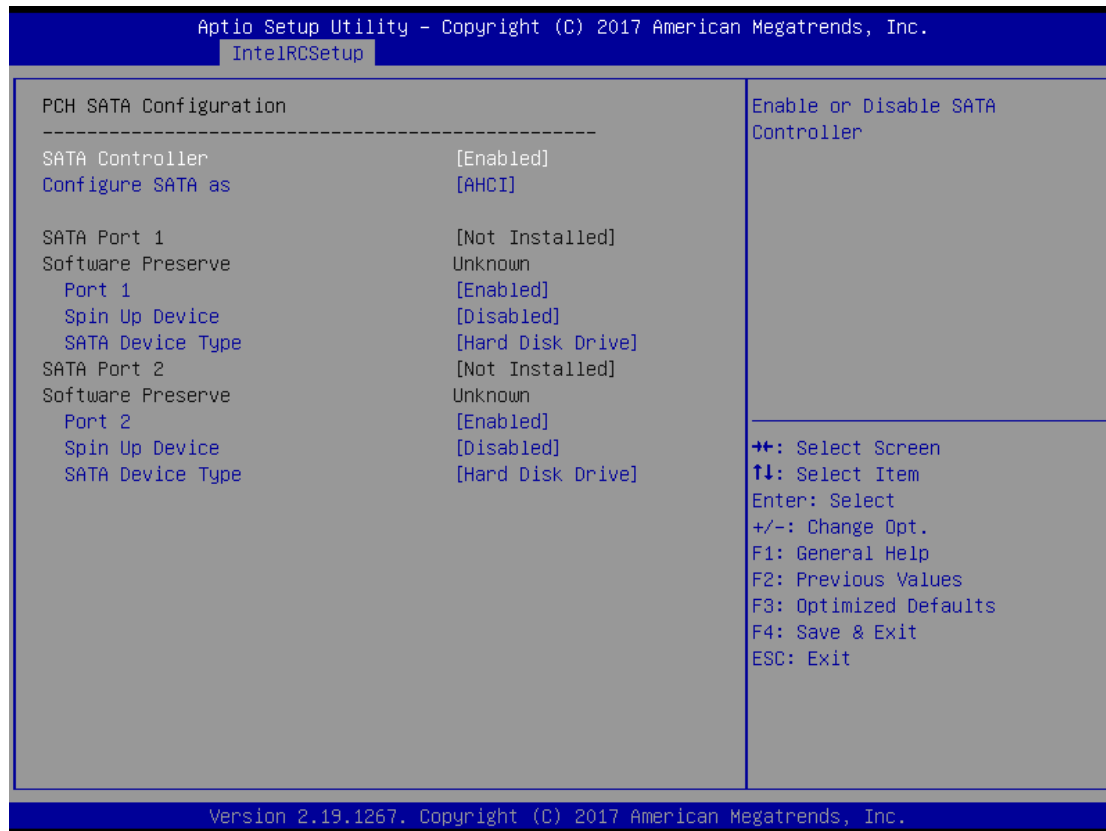 Aptio Setup Utility – Copyright (C) 2017 American Megatrends, Inc.
IntelRCSetup
PCH SATA Configuration
--------------------------------------------------
SATA Controller [Enabled]
Configure SATA as [AHCI]
SATA Port 1 [Not Installed]
Software Preserve Unknown
Port 1 [Enabled]
Spin Up Device [Disabled]
SATA Device Type [Hard Disk Drive]
SATA Port 2 [Not Installed]
Software Preserve Unknown
Port 2 [Enabled]
Spin Up Device [Disabled]
SATA Device Type [Hard Disk Drive]
Enable or Disable SATA
Controller
→←: Select Screen
↑↓: Select Item
Enter: Select
+/-: Change Opt.
F1: General Help
F2: Previous Values
F3: Optimized Defaults
F4: Save & Exit
ESC: Exit
Version 2.19.1267. Copyright (C) 2017 American Megatrends, Inc.